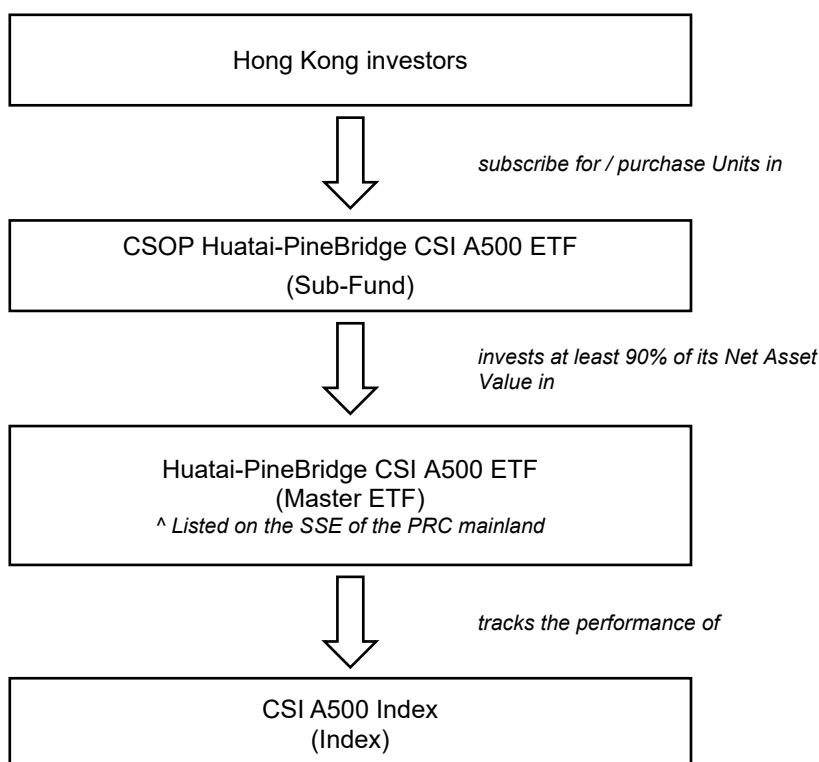 Hong Kong investors
subscribe for / purchase Units in
CSOP Huatai-PineBridge CSI A500 ETF
(Sub-Fund)
invests at least 90% of its Net Asset
Value in
Huatai-PineBridge CSI A500 ETF
(Master ETF)
^ Listed on the SSE of the PRC mainland
tracks the performance of
CSI A500 Index
(Index)